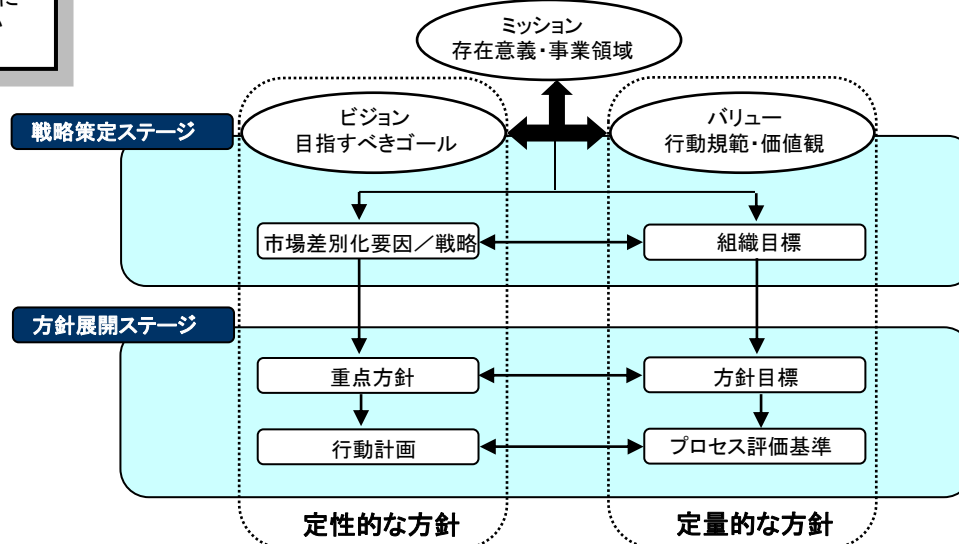 に
ミッション
存在意義・事業領域
戦略策定ステージ
ビジョン
目指すべきゴール
バリュー
行動規範・価値観
市場差別化要因／戦略
組織目標
方針展開ステージ
重点方針
方針目標
行動計画
プロセス評価基準
定性的な方針
定量的な方針